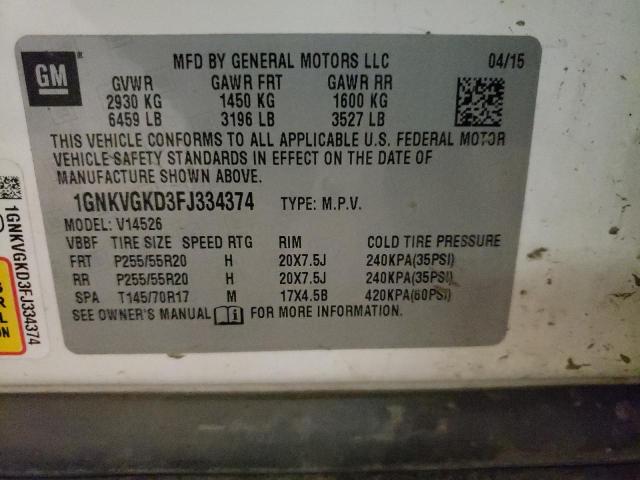 GM
MFD BY GENERAL MOTORS LLC 04/15
GVWR GAWR FRT GAWR RR
2930 KG 1450 KG 1600 KG
6459 LB 3196 LB 3527 LB
THIS VEHICLE CONFORMS TO ALL APPLICABLE U.S. FEDERAL MOTOR
VEHICLE SAFETY STANDARDS IN EFFECT ON THE DATE OF
MANUFACTURE SHOWN ABOVE.
1GNKVGKD3FJ334374 TYPE: M.P.V.
MODEL: V14526
VBBF TIRE SIZE SPEED RTG RIM COLD TIRE PRESSURE
FRT P255/55R20 H 20X7.5J 240KPA(35PSI)
RR P255/55R20 H 20X7.5J 240KPA(35PSI)
SPA T145/70R17 M 17X4.5B 420KPA(60PSI)
SEE OWNER'S MANUAL i FOR MORE INFORMATION.
1GNKVGKD3FJ334374